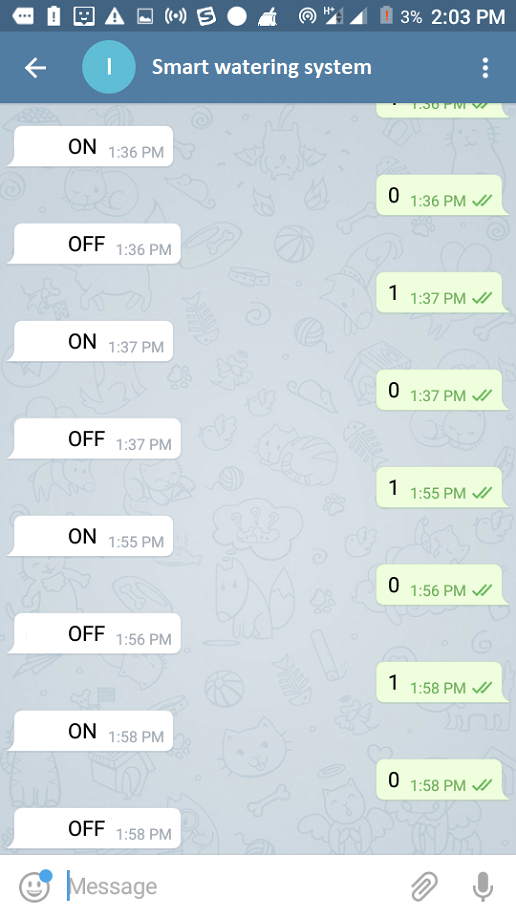 3% 2:03 PM
I Smart watering system
1 1:36 PM
ON 1:36 PM
0 1:36 PM
OFF 1:36 PM
1 1:37 PM
ON 1:37 PM
0 1:37 PM
OFF 1:37 PM
1 1:55 PM
ON 1:55 PM
0 1:56 PM
OFF 1:56 PM
1 1:58 PM
ON 1:58 PM
0 1:58 PM
OFF 1:58 PM
Message